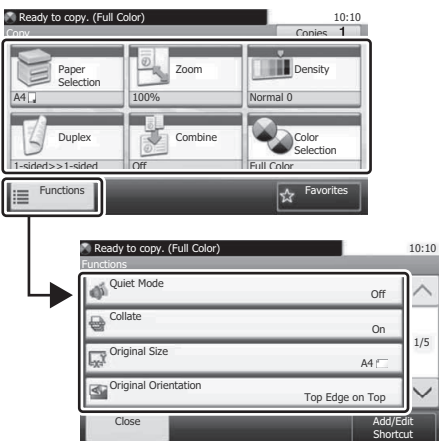 Ready to copy. (Full Color)
10:10
Copy
Copies 1
Paper
Selection
A4
Zoom
100%
Density
Normal 0
Duplex
1-sided>>1-sided
Combine
Off
Color
Selection
Full Color
Functions
Favorites
Ready to copy. (Full Color)
10:10
Functions
Quiet Mode
Off
Collate
On
Original Size
A4
Original Orientation
Top Edge on Top
1/5
Close
Add/Edit
Shortcut